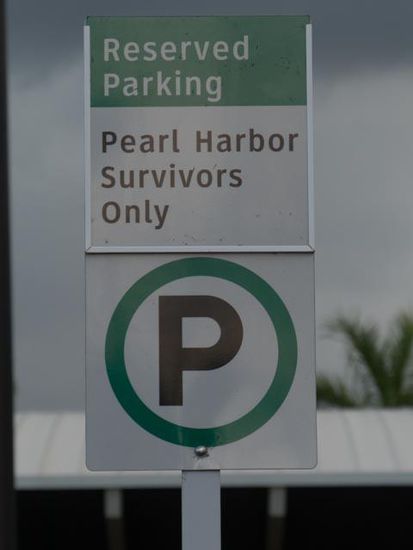 Reserved
Parking
Pearl Harbor
Survivors
Only
P